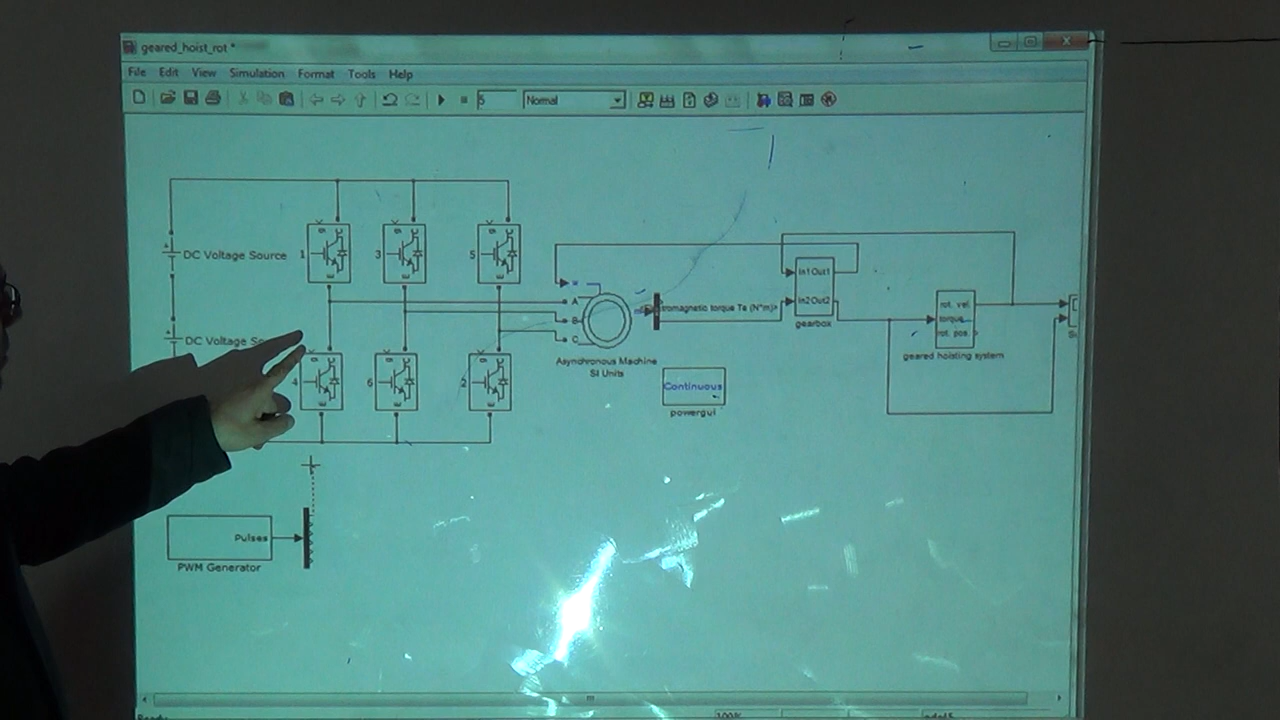 geared_hoist_rot *
File Edit View Simulation Format Tools Help
5 Normal
DC Voltage Source
1
3
5
DC Voltage
4
6
2
A
B
C
Asynchronous Machine
SI Units
tromagnetic torque Te (N*m)>
Continuous
powergui
In1 Out1
In2 Out2
gearbox
rot. vel.
torque
rot. pos.
geared hoisting system
Pulses
PWM Generator
100%